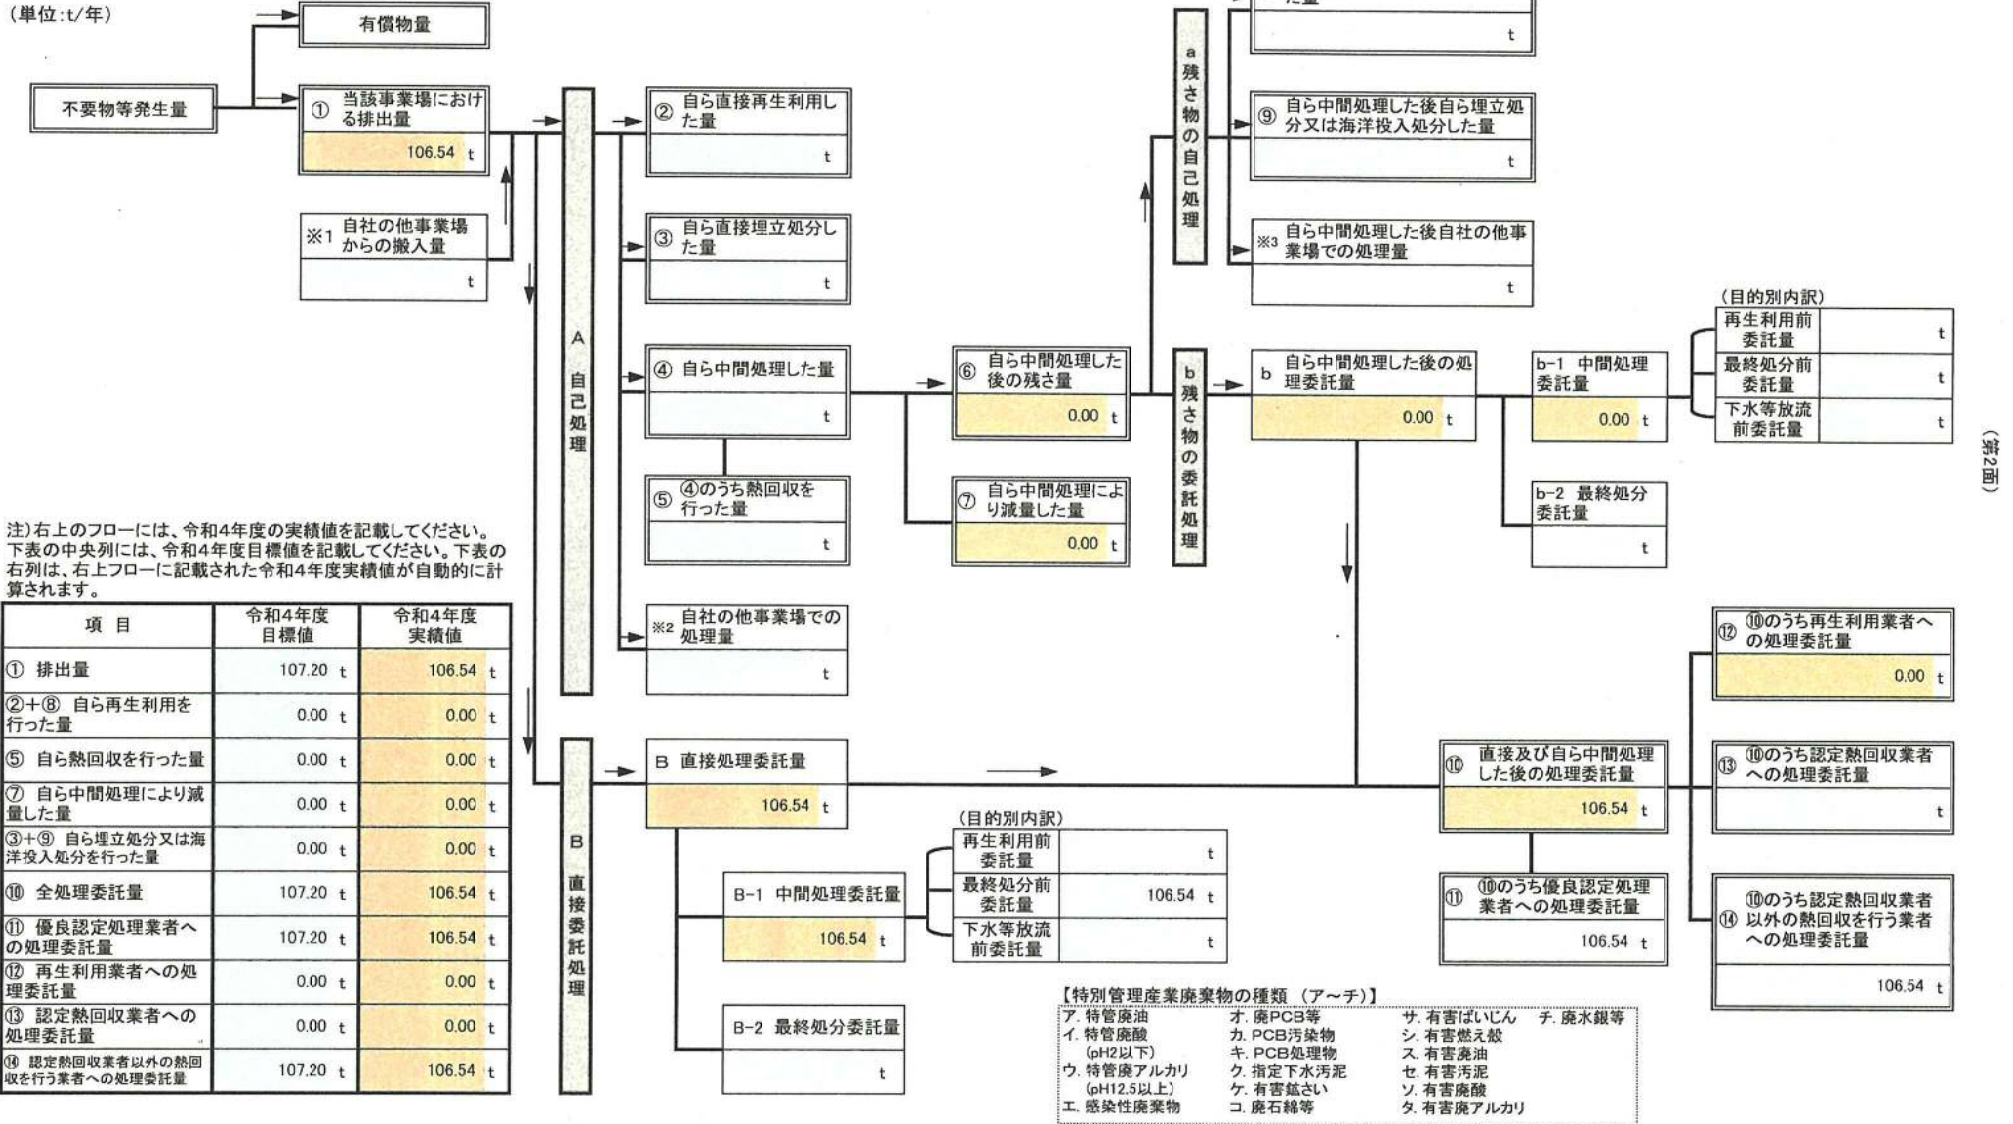 (単位:t/年)
有償物量
不要物等発生量
① 当該事業場におけ
る排出量
106.54 t
※1 自社の他事業場
からの搬入量
t
A 自己処理
② 自ら直接再生利用し
た量
t
③ 自ら直接埋立処分し
た量
t
④ 自ら中間処理した量
t
⑤ ④のうち熱回収を
行った量
t
※2 自社の他事業場での
処理量
t
⑥ 自ら中間処理した
後の残さ量
0.00 t
⑦ 自ら中間処理によ
り減量した量
0.00 t
a 残さ物の自己処理
t
⑨ 自ら中間処理した後自ら埋立処
分又は海洋投入処分した量
t
※3 自ら中間処理した後自社の他事
業場での処理量
t
b 残さ物の委託処理
b 自ら中間処理した後の処
理委託量
0.00 t
b-1 中間処理
委託量
0.00 t
(目的別内訳)
再生利用前
委託量 t
最終処分前
委託量 t
下水等放流
前委託量 t
b-2 最終処分
委託量
t
(第2面)
注)右上のフローには、令和4年度の実績値を記載してください。
下表の中央列には、令和4年度目標値を記載してください。下表の
右列は、右上フローに記載された令和4年度実績値が自動的に計
算されます。
項 目 令和4年度 目標値 令和4年度 実績値
① 排出量 107.20 t 106.54 t
②+⑧ 自ら再生利用を
行った量 0.00 t 0.00 t
⑤ 自ら熱回収を行った量 0.00 t 0.00 t
⑦ 自ら中間処理により減
量した量 0.00 t 0.00 t
③+⑨ 自ら埋立処分又は海
洋投入処分を行った量 0.00 t 0.00 t
⑩ 全処理委託量 107.20 t 106.54 t
⑪ 優良認定処理業者へ
の処理委託量 107.20 t 106.54 t
⑫ 再生利用業者への処
理委託量 0.00 t 0.00 t
⑬ 認定熱回収業者への
処理委託量 0.00 t 0.00 t
⑭ 認定熱回収業者以外の熱回
収を行う業者への処理委託量 107.20 t 106.54 t
B 直接委託処理
B 直接処理委託量
106.54 t
B-1 中間処理委託量
106.54 t
(目的別内訳)
再生利用前
委託量 t
最終処分前
委託量 106.54 t
下水等放流
前委託量 t
B-2 最終処分委託量
t
⑩ 直接及び自ら中間処理
した後の処理委託量
106.54 t
⑪ ⑩のうち優良認定処理
業者への処理委託量
106.54 t
⑫ ⑩のうち再生利用業者へ
の処理委託量
0.00 t
⑬ ⑩のうち認定熱回収業者
への処理委託量
t
⑭ ⑩のうち認定熱回収業者
以外の熱回収を行う業者
への処理委託量
106.54 t
【特別管理産業廃棄物の種類 (ア~チ)】
ア. 特管廃油 オ. 廃PCB等 サ. 有害ばいじん チ. 廃水銀等
イ. 特管廃酸 カ. PCB汚染物 シ. 有害燃え殻
(pH2以下) キ. PCB処理物 ス. 有害廃油
ウ. 特管廃アルカリ ク. 指定下水汚泥 セ. 有害汚泥
(pH12.5以上) ケ. 有害鉱さい ソ. 有害廃酸
エ. 感染性廃棄物 コ. 廃石綿等 タ. 有害廃アルカリ